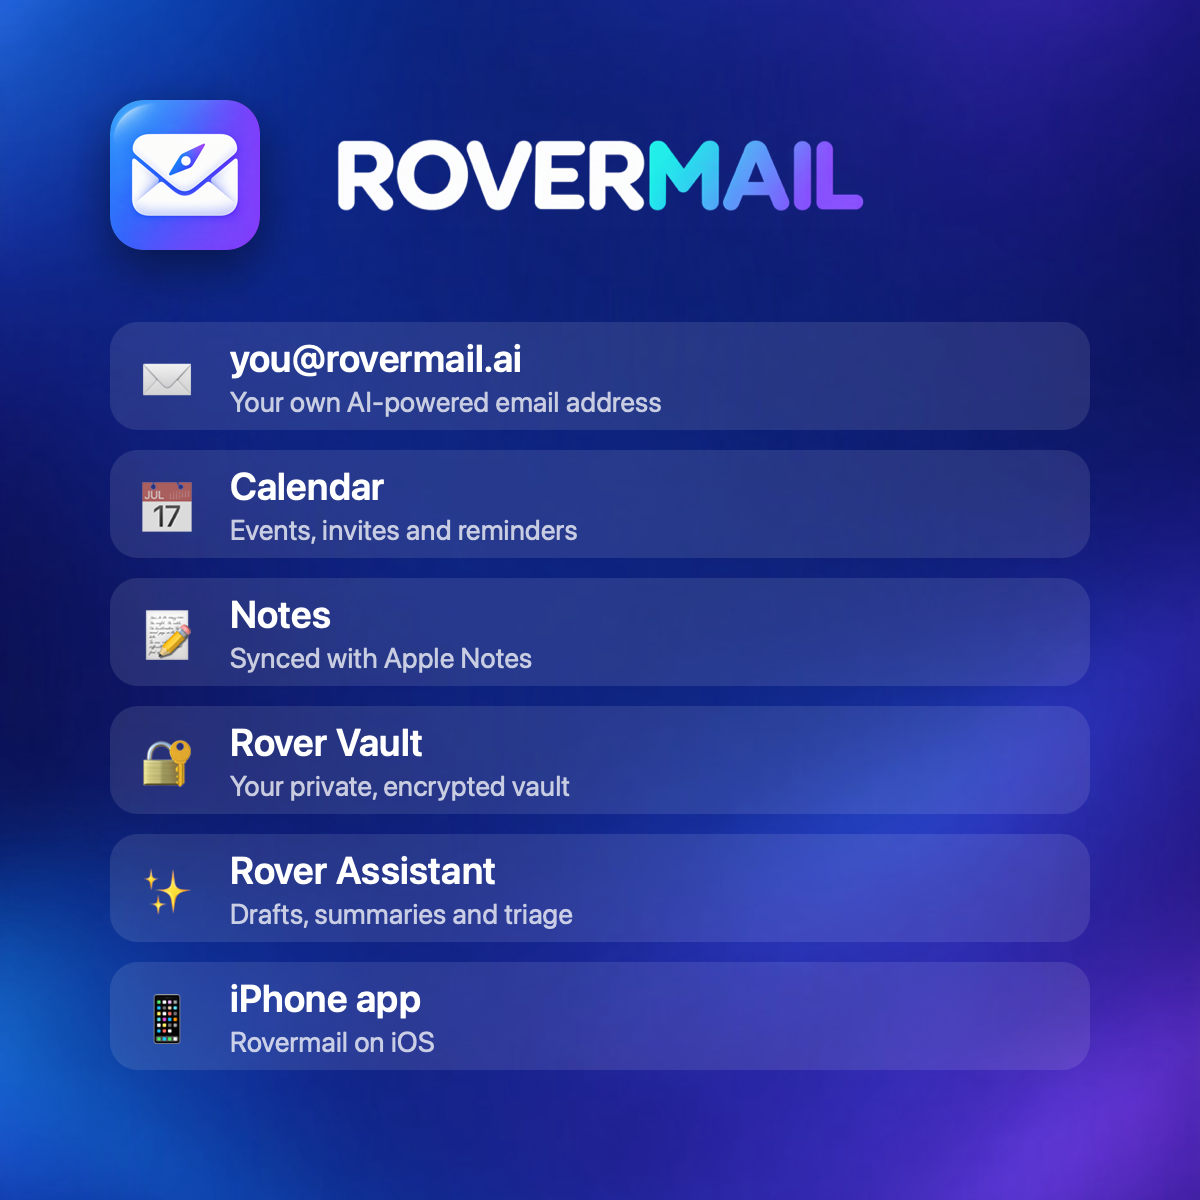 ROVERMAIL
you@rovermail.ai
Your own AI-powered email address
JUL
17
Calendar
Events, invites and reminders
Notes
Synced with Apple Notes
Rover Vault
Your private, encrypted vault
Rover Assistant
Drafts, summaries and triage
iPhone app
Rovermail on iOS